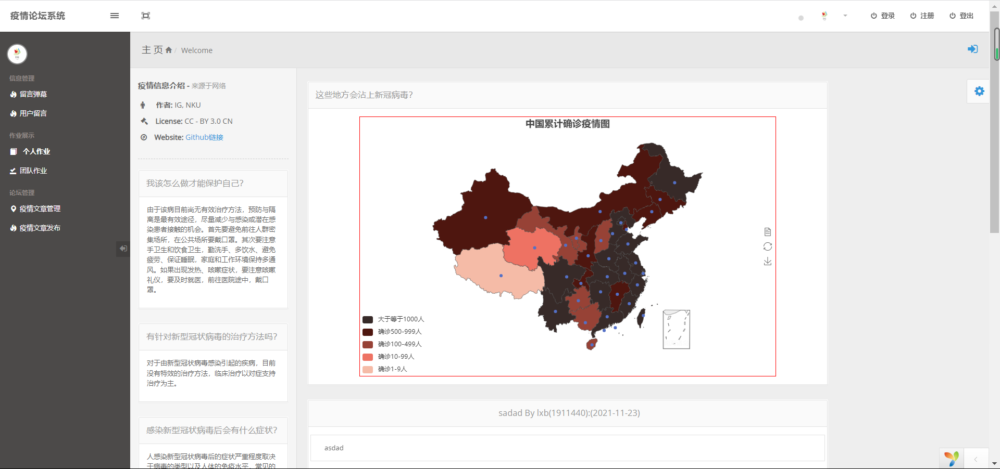 疫情论坛系统
登录 注册 登出
主 页 / Welcome
信息管理
留言弹幕
用户留言
作业展示
个人作业
团队作业
论坛管理
疫情文章管理
疫情文章发布
疫情信息介绍 - 来源于网络
作者: IG, NKU
License: CC - BY 3.0 CN
Website: Github链接
我该怎么做才能保护自己?
由于该病目前尚无有效治疗方法，预防与隔
离是最有效途径，尽量减少与感染或潜在感
染患者接触的机会。首先要避免前往人群密
集场所，在公共场所要戴口罩。其次要注意
手卫生和饮食卫生，勤洗手、多饮水、避免
疲劳、保证睡眠，家庭和工作环境保持多通
风。如果出现发热、咳嗽症状，要注意咳嗽
礼仪，要及时就医，前往医院途中，戴口
罩。
有针对新型冠状病毒的治疗方法吗?
对于由新型冠状病毒感染引起的疾病，目前
没有特效的治疗方法，临床治疗以对症支持
治疗为主。
感染新型冠状病毒后会有什么症状?
人感染新型冠状病毒后的症状严重程度取决
于病毒的类型以及人体的免疫水平，常见的
这些地方会沾上新冠病毒?
中国累计确诊疫情图
大于等于1000人
确诊500-999人
确诊100-499人
确诊10-99人
确诊1-9人
sadad By lxb(1911440):(2021-11-23)
asdad